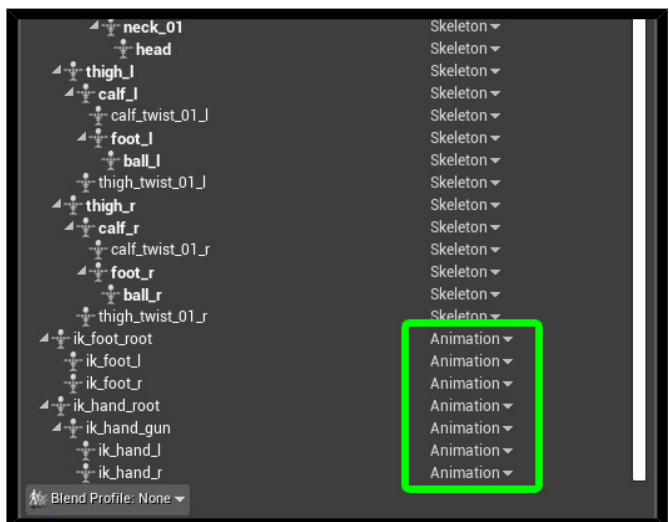 neck_01 Skeleton
head Skeleton
thigh_l Skeleton
calf_l Skeleton
calf_twist_01_l Skeleton
foot_l Skeleton
ball_l Skeleton
thigh_twist_01_l Skeleton
thigh_r Skeleton
calf_r Skeleton
calf_twist_01_r Skeleton
foot_r Skeleton
ball_r Skeleton
thigh_twist_01_r Skeleton
ik_foot_root Animation
ik_foot_l Animation
ik_foot_r Animation
ik_hand_root Animation
ik_hand_gun Animation
ik_hand_l Animation
ik_hand_r Animation
Blend Profile: None